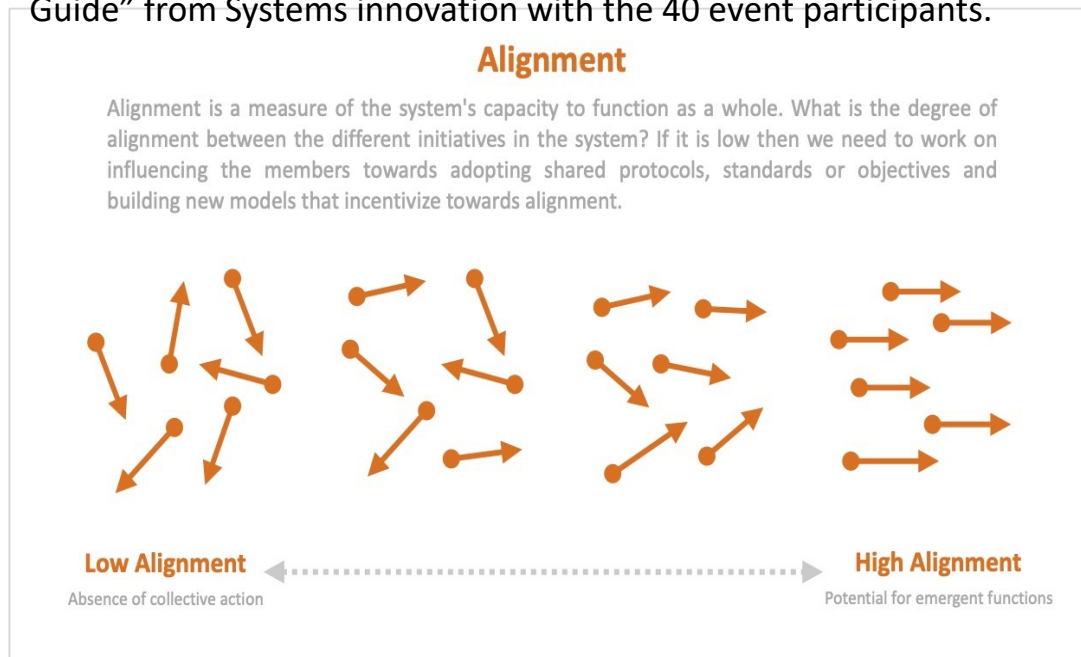 Guide” from Systems innovation with the 40 event participants.
Alignment
Alignment is a measure of the system's capacity to function as a whole. What is the degree of
alignment between the different initiatives in the system? If it is low then we need to work on
influencing the members towards adopting shared protocols, standards or objectives and
building new models that incentivize towards alignment.
Low Alignment
Absence of collective action
High Alignment
Potential for emergent functions